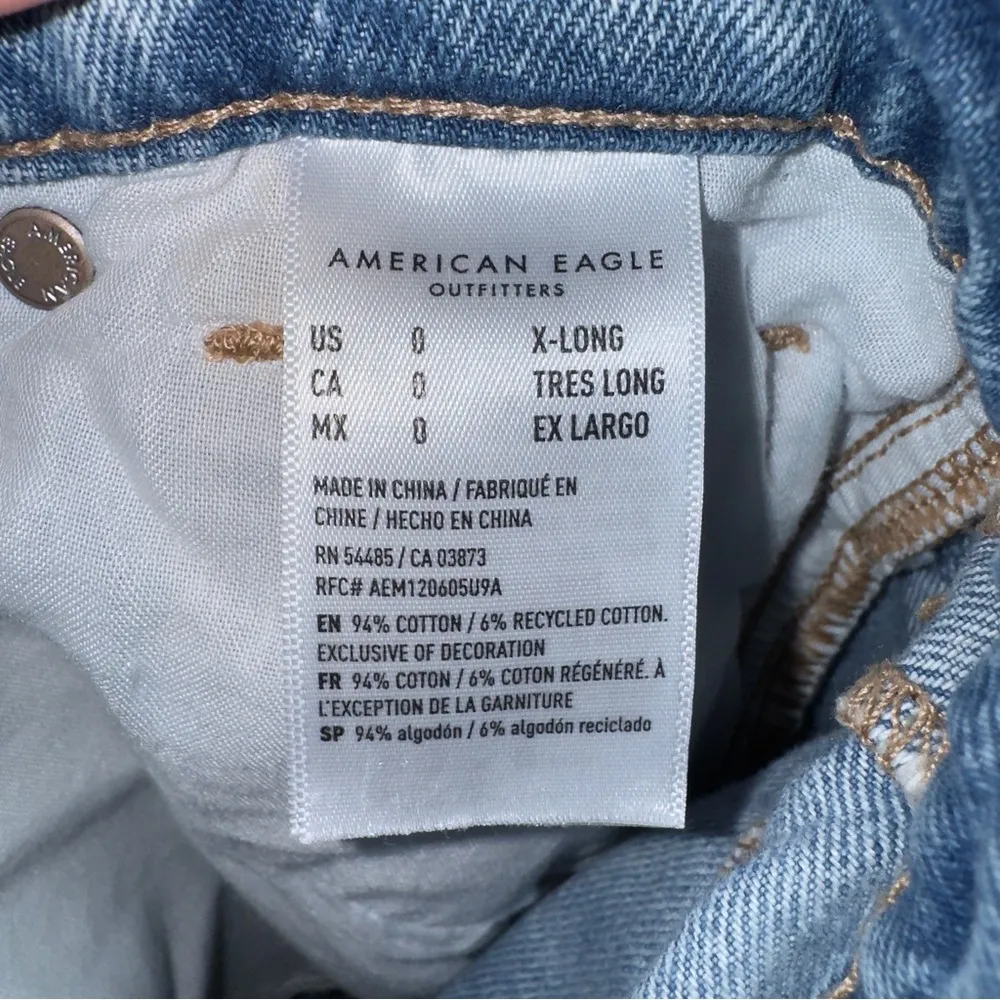 AMERICAN EAGLE
OUTFITTERS
US 0 X-LONG
CA 0 TRES LONG
MX 0 EX LARGO
MADE IN CHINA / FABRIQUÉ EN
CHINE / HECHO EN CHINA
RN 54485 / CA 03873
RFC# AEM120605U9A
EN 94% COTTON / 6% RECYCLED COTTON.
EXCLUSIVE OF DECORATION
FR 94% COTON / 6% COTON RÉGÉNÉRÉ. À
L'EXCEPTION DE LA GARNITURE
SP 94% algodón / 6% algodón reciclado
AMERICAN